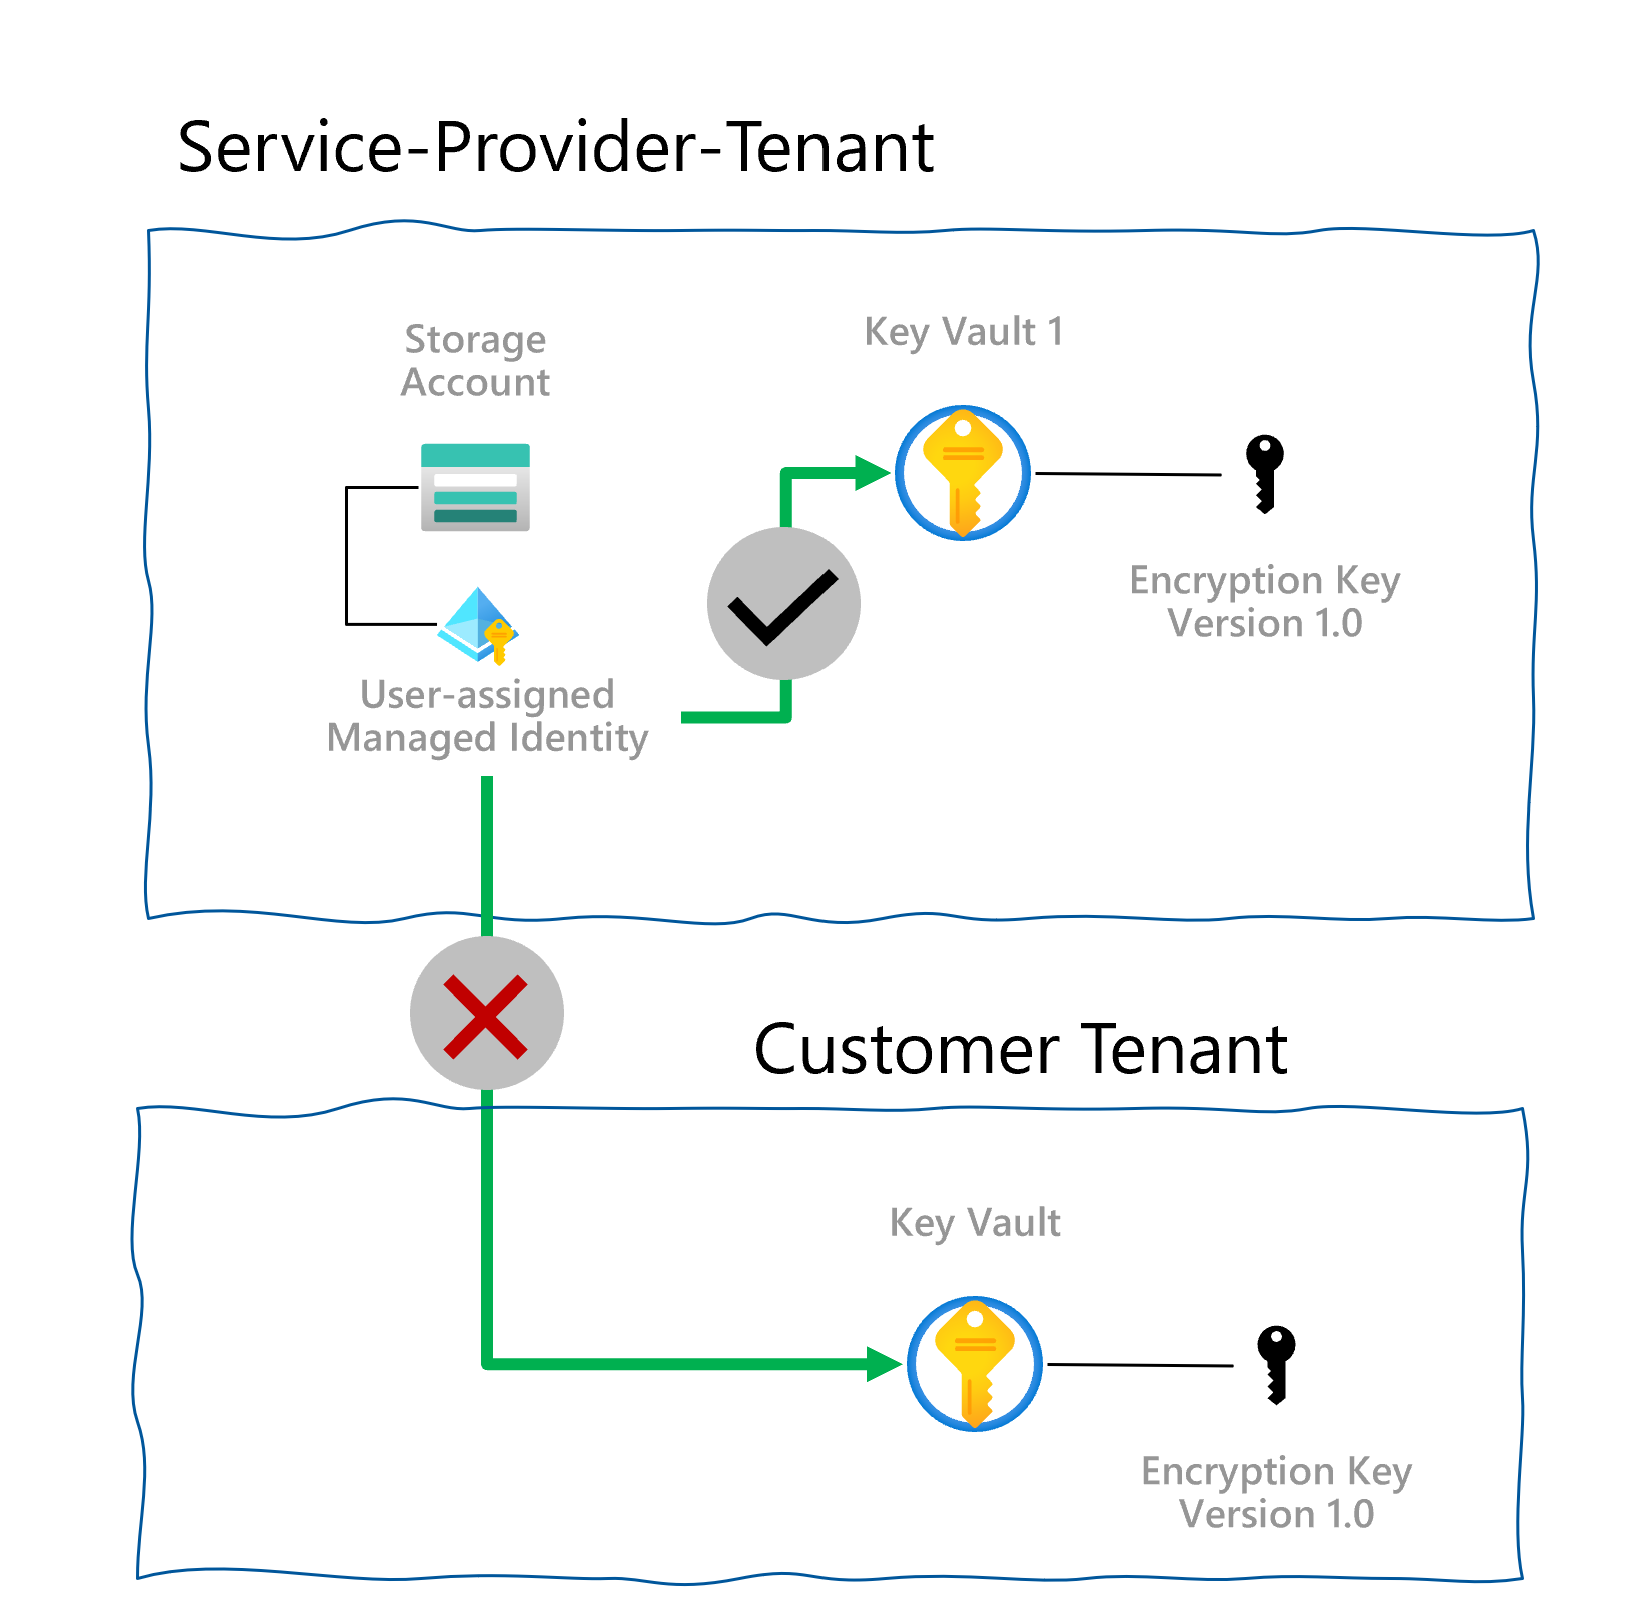 Service-Provider-Tenant
Storage
Account
Key Vault 1
Encryption Key
Version 1.0
User-assigned
Managed Identity
Customer Tenant
Key Vault
Encryption Key
Version 1.0